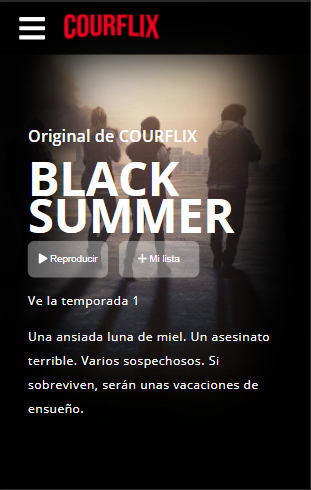 COURFLIX
Original de COURFLIX
BLACK
SUMMER
Reproducir
Mi lista
Ve la temporada 1
Una ansiada luna de miel. Un asesinato
terrible. Varios sospechosos. Si
sobreviven, serán unas vacaciones de
ensueño.